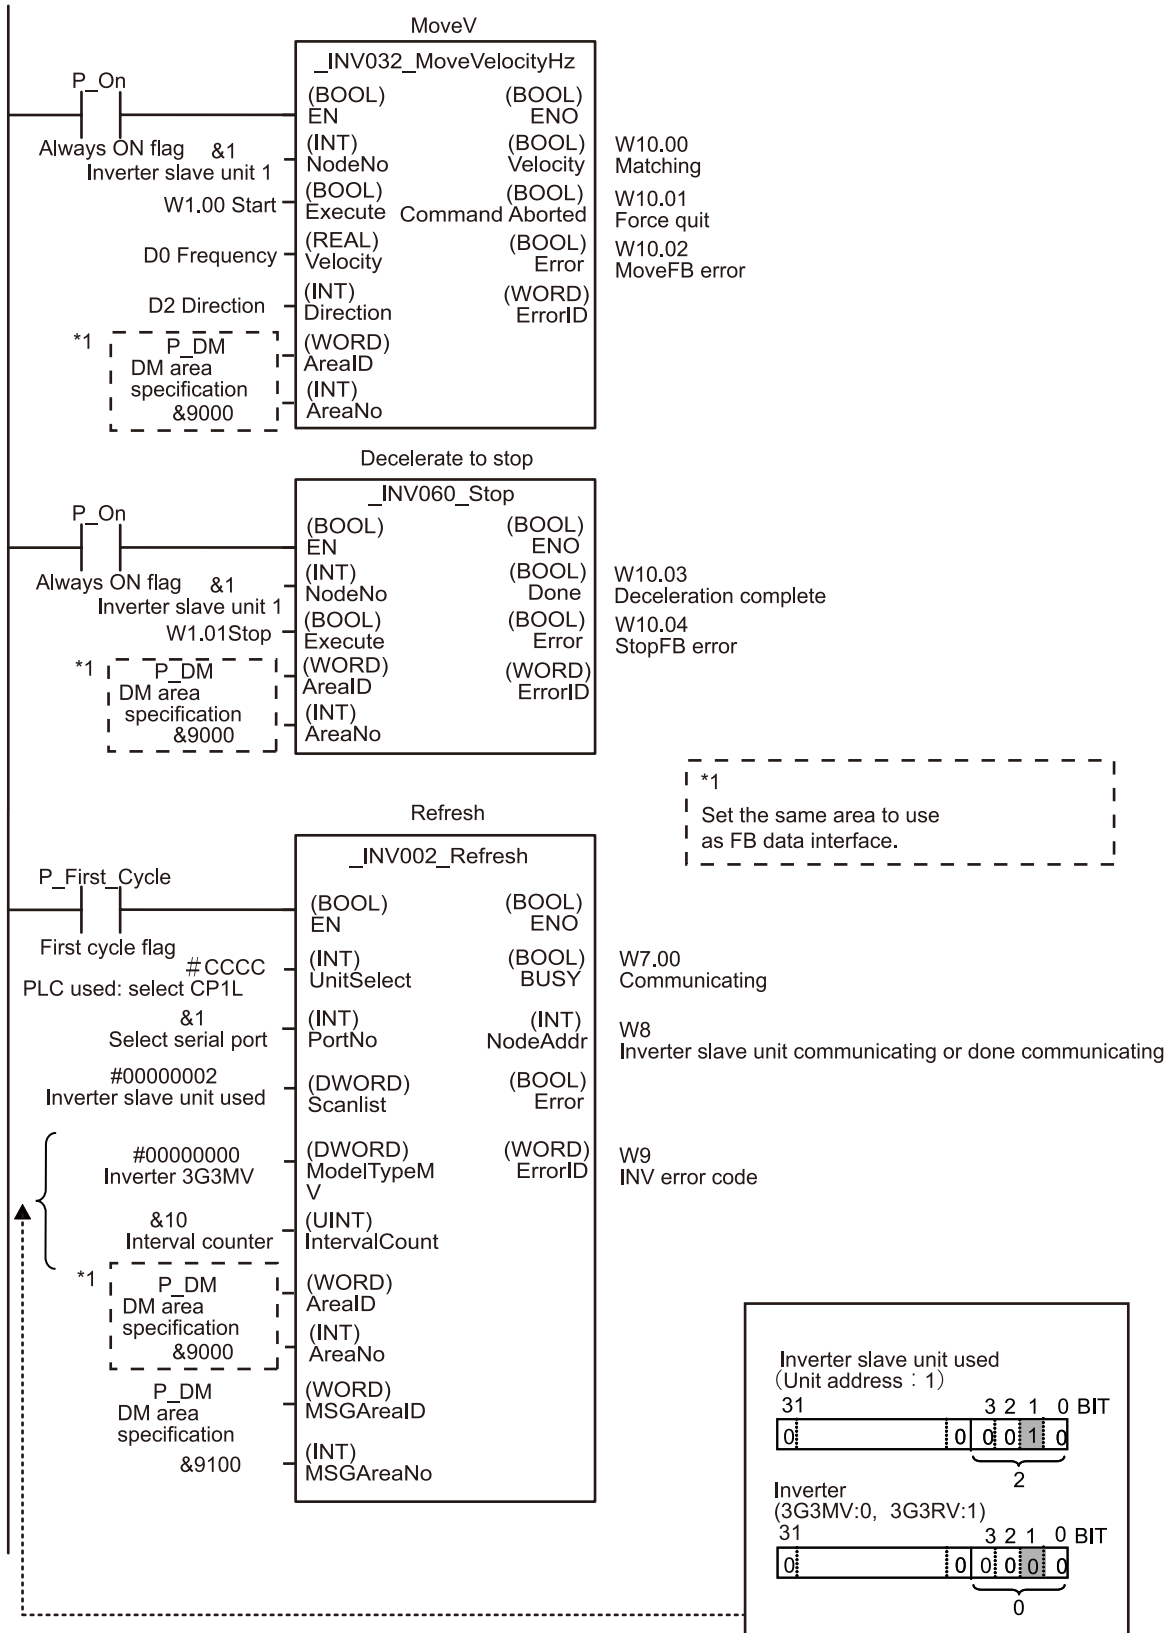 MoveV
_INV032_MoveVelocityHz
P_On
(BOOL) (BOOL)
EN ENO
Always ON flag &1 (INT) (BOOL) W10.00
Inverter slave unit 1 NodeNo Velocity Matching
(BOOL) (BOOL) W10.01
W1.00 Start Execute Command Aborted Force quit
(REAL) (BOOL) W10.02
D0 Frequency Velocity Error MoveFB error
(INT) (WORD)
D2 Direction Direction ErrorID
*1 P_DM (WORD)
DM area AreaID
specification (INT)
&9000 AreaNo
Decelerate to stop
_INV060_Stop
P_On
(BOOL) (BOOL)
EN ENO
Always ON flag &1 (INT) (BOOL) W10.03
Inverter slave unit 1 NodeNo Done Deceleration complete
(BOOL) (BOOL) W10.04
W1.01Stop Execute Error StopFB error
*1 P_DM (WORD) (WORD)
DM area AreaID ErrorID
specification (INT)
&9000 AreaNo
*1
Set the same area to use
as FB data interface.
Refresh
_INV002_Refresh
P_First_Cycle
(BOOL) (BOOL)
EN ENO
First cycle flag
#CCCC (INT) (BOOL) W7.00
PLC used: select CP1L UnitSelect BUSY Communicating
&1 (INT) (INT) W8
Select serial port PortNo NodeAddr Inverter slave unit communicating or done communicating
#00000002 (DWORD) (BOOL)
Inverter slave unit used Scanlist Error
#00000000 (DWORD) (WORD) W9
Inverter 3G3MV ModelTypeM ErrorID INV error code
V
&10 (UINT)
Interval counter IntervalCount
*1 P_DM (WORD)
DM area AreaID
specification (INT)
&9000 AreaNo
P_DM (WORD)
DM area MSGAreaID
specification
&9100 (INT)
MSGAreaNo
Inverter slave unit used
(Unit address : 1)
31 3 2 1 0 BIT
0 0 0 0 1 0
2
Inverter
(3G3MV:0, 3G3RV:1)
31 3 2 1 0 BIT
0 0 0 0 0 0
0